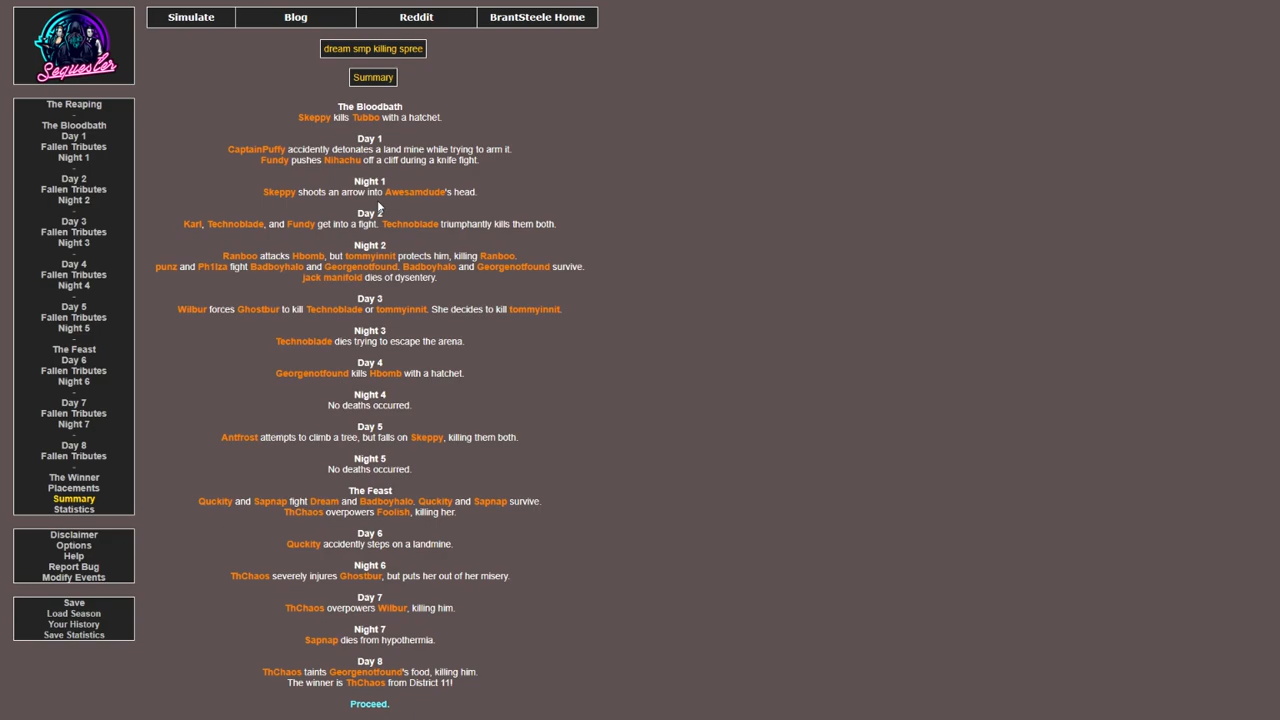 Simulate
Blog
Reddit
BrantSteele Home
Sequester
dream smp killing spree
Summary
The Reaping
-
The Bloodbath
Day 1
Fallen Tributes
Night 1
-
Day 2
Fallen Tributes
Night 2
-
Day 3
Fallen Tributes
Night 3
-
Day 4
Fallen Tributes
Night 4
-
Day 5
Fallen Tributes
Night 5
-
The Feast
Day 6
Fallen Tributes
Night 6
-
Day 7
Fallen Tributes
Night 7
-
Day 8
Fallen Tributes
-
The Winner
Placements
Summary
Statistics
Disclaimer
Options
Help
Report Bug
Modify Events
Save
Load Season
Your History
Save Statistics
The Bloodbath
Skeppy kills Tubbo with a hatchet.
Day 1
CaptainPuffy accidently detonates a land mine while trying to arm it.
Fundy pushes Nihachu off a cliff during a knife fight.
Night 1
Skeppy shoots an arrow into Awesamdude's head.
Day 2
Karl, Technoblade, and Fundy get into a fight. Technoblade triumphantly kills them both.
Night 2
Ranboo attacks Hbomb, but tommyinnit protects him, killing Ranboo.
punz and Ph1lza fight Badboyhalo and Georgenotfound. Badboyhalo and Georgenotfound survive.
jack manifold dies of dysentery.
Day 3
Wilbur forces Ghostbur to kill Technoblade or tommyinnit. She decides to kill tommyinnit.
Night 3
Technoblade dies trying to escape the arena.
Day 4
Georgenotfound kills Hbomb with a hatchet.
Night 4
No deaths occurred.
Day 5
Antfrost attempts to climb a tree, but falls on Skeppy, killing them both.
Night 5
No deaths occurred.
The Feast
Quckity and Sapnap fight Dream and Badboyhalo. Quckity and Sapnap survive.
ThChaos overpowers Foolish, killing her.
Day 6
Quckity accidently steps on a landmine.
Night 6
ThChaos severely injures Ghostbur, but puts her out of her misery.
Day 7
ThChaos overpowers Wilbur, killing him.
Night 7
Sapnap dies from hypothermia.
Day 8
ThChaos taints Georgenotfound's food, killing him.
The winner is ThChaos from District 11!
Proceed.